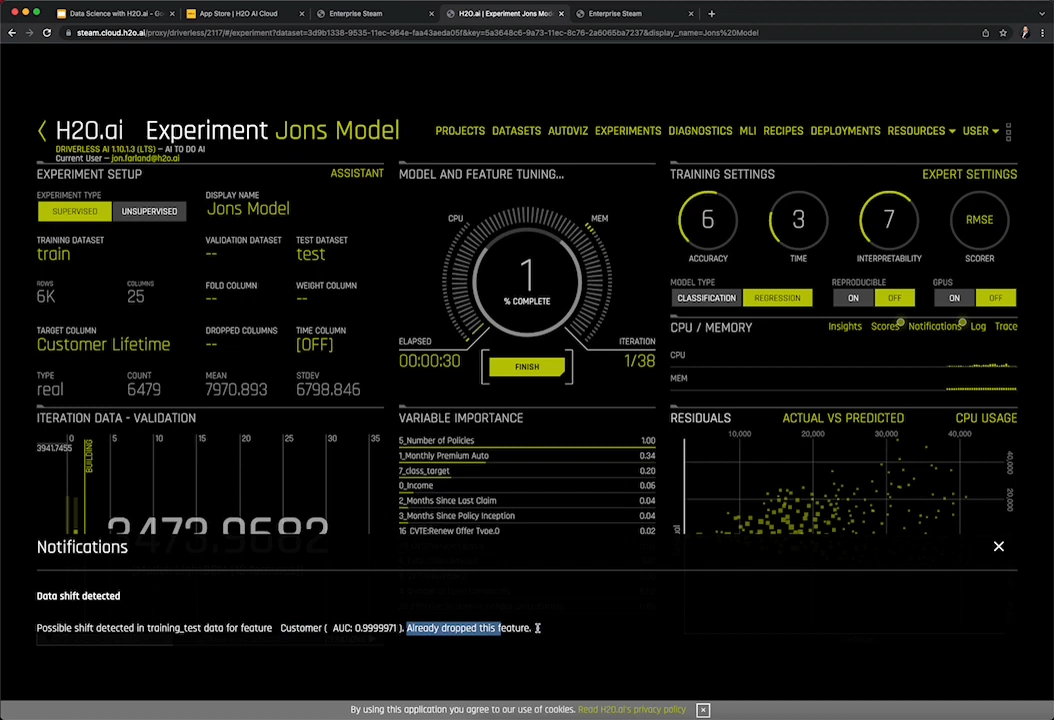 Data Science with H2O.ai - Go
App Store | H2O AI Cloud
Enterprise Steam
H2O.ai | Experiment Jons Mode
Enterprise Steam
steam.cloud.h2o.ai/proxy/driverless/2117/#/experiment?dataset=3d9b1338-9535-11ec-964e-faa43aeda05f&key=5a3648c6-9a73-11ec-8c76-2a6065ba7237&display_name=Jons%20Model
H2O.ai Experiment Jons Model
PROJECTS DATASETS AUTOVIZ EXPERIMENTS DIAGNOSTICS MLI RECIPES DEPLOYMENTS RESOURCES USER
DRIVERLESS AI 1.10.1.3 (LTS) – AI TO DO AI
Current User – jon.farland@h2o.ai
EXPERIMENT SETUP
ASSISTANT
EXPERIMENT TYPE
SUPERVISED UNSUPERVISED
DISPLAY NAME
Jons Model
TRAINING DATASET
train
VALIDATION DATASET
--
TEST DATASET
test
ROWS
6K
COLUMNS
25
FOLD COLUMN
--
WEIGHT COLUMN
--
TARGET COLUMN
Customer Lifetime
DROPPED COLUMNS
--
TIME COLUMN
[OFF]
TYPE
real
COUNT
6479
MEAN
7970.893
STDEV
6798.846
MODEL AND FEATURE TUNING...
CPU
MEM
1
% COMPLETE
ELAPSED
00:00:30
FINISH
ITERATION
1/38
TRAINING SETTINGS
EXPERT SETTINGS
6
ACCURACY
3
TIME
7
INTERPRETABILITY
RMSE
SCORER
MODEL TYPE
CLASSIFICATION REGRESSION
REPRODUCIBLE
ON OFF
GPUS
ON OFF
CPU / MEMORY
Insights Scores Notifications Log Trace
CPU
MEM
ITERATION DATA - VALIDATION
0 5 10 15 20 25 30 35
3941.7455
BUILDING
3473.9682
VARIABLE IMPORTANCE
5_Number of Policies 1.00
1_Monthly Premium Auto 0.34
7_class_target 0.20
0_Income 0.06
2_Months Since Last Claim 0.04
3_Months Since Policy Inception 0.04
16_CVTE:Renew Offer Type.0 0.02
RESIDUALS
ACTUAL VS PREDICTED
CPU USAGE
10,000 20,000 30,000 40,000
40,000
20,000
Notifications
Data shift detected
Possible shift detected in training_test data for feature Customer ( AUC: 0.9999971 ). Already dropped this feature.
By using this application you agree to our use of cookies. Read H2O.ai's privacy policy